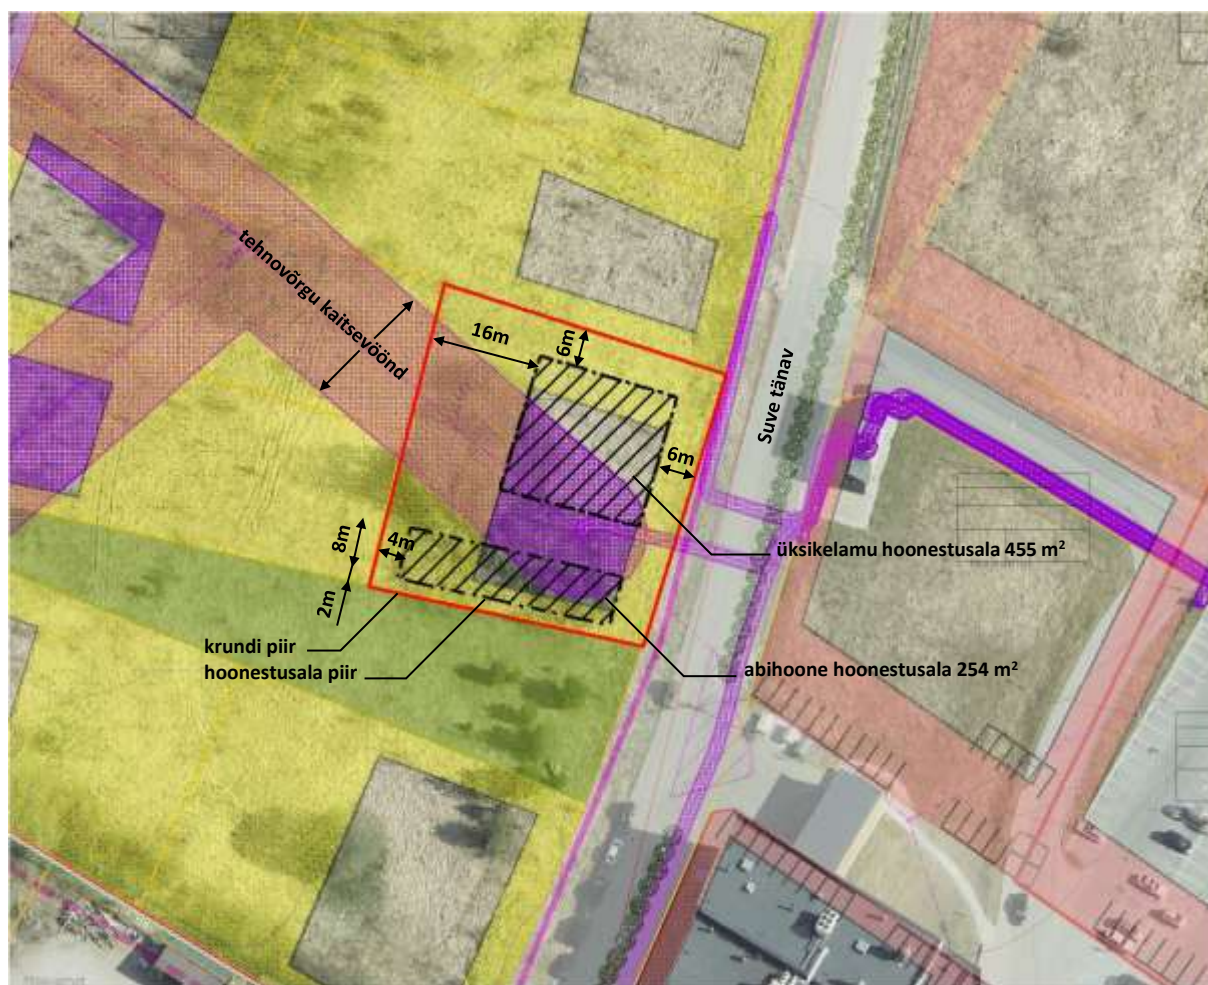 tehnovõrgu kaitsevöönd
16m
6m
Suve tänav
6m
8m
4m
2m
üksikelamu hoonestusala 455 m²
krundi piir
hoonestusala piir
abihoone hoonestusala 254 m²